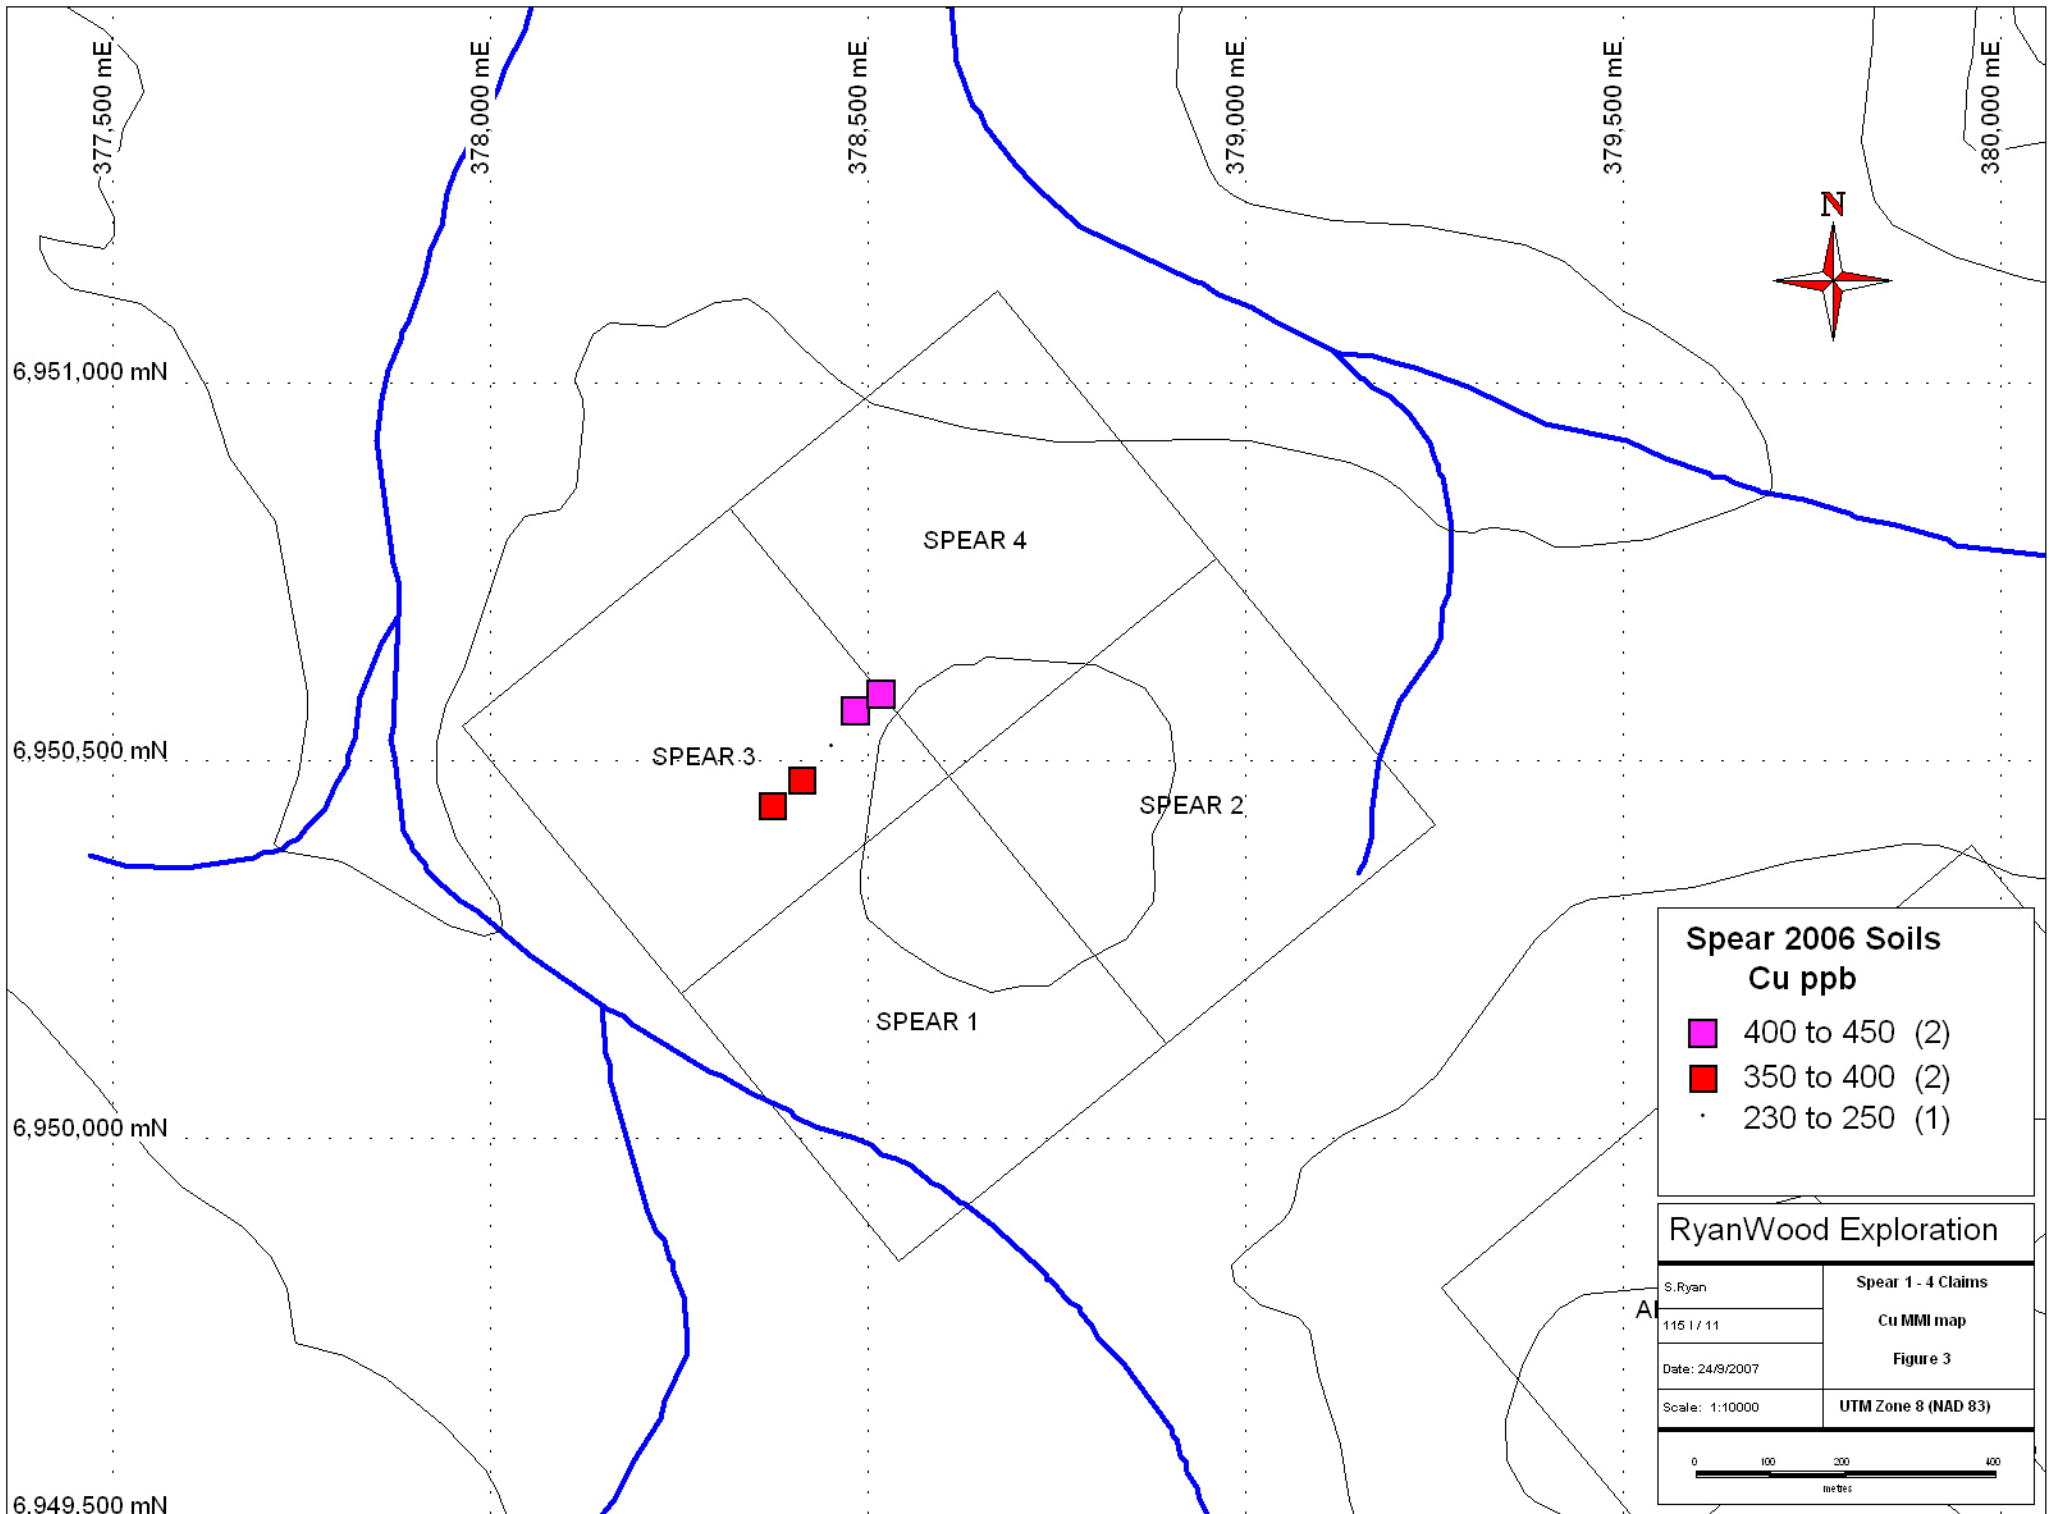 377,500 mE
378,000 mE
378,500 mE
379,000 mE
379,500 mE
380,000 mE
N
6,951,000 mN
SPEAR 4
6,950,500 mN
SPEAR 3
SPEAR 2
SPEAR 1
6,950,000 mN
6,949,500 mN
Spear 2006 Soils
Cu ppb
400 to 450 (2)
350 to 400 (2)
230 to 250 (1)
RyanWood Exploration
S.Ryan
115 I / 11
Date: 24/9/2007
Scale: 1:10000
Spear 1 - 4 Claims
Cu MMI map
Figure 3
UTM Zone 8 (NAD 83)
0 100 200 400
metres